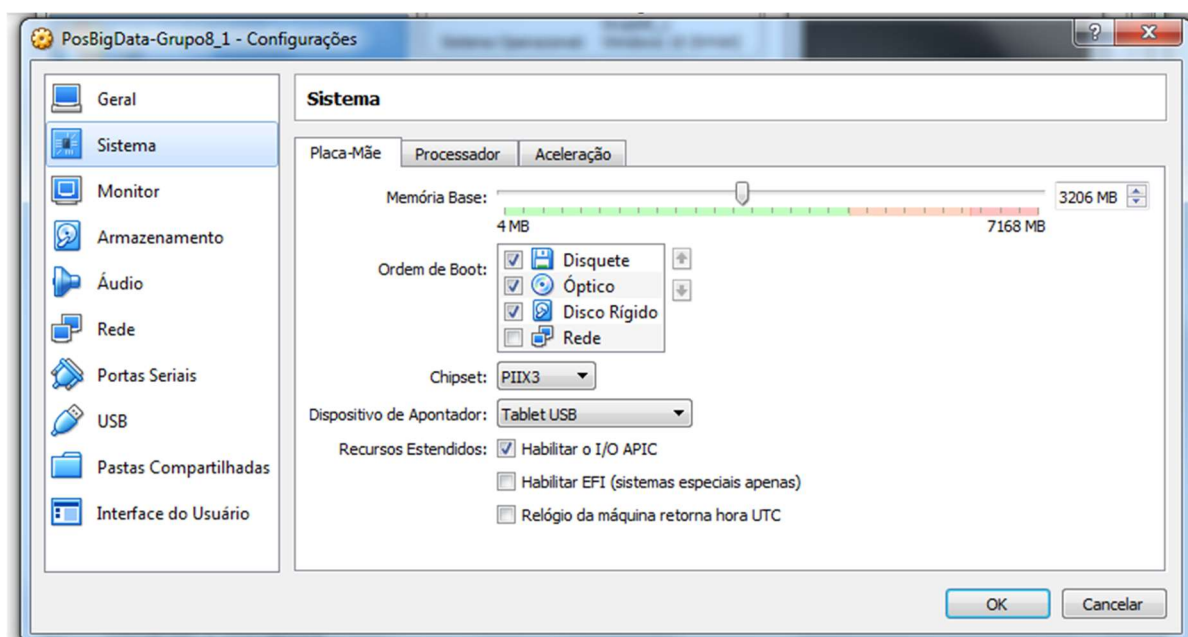 PosBigData-Grupo8_1 - Configurações
Geral
Sistema
Monitor
Armazenamento
Áudio
Rede
Portas Seriais
USB
Pastas Compartilhadas
Interface do Usuário
Sistema
Placa-Mãe Processador Aceleração
Memória Base: 3206 MB
4 MB 7168 MB
Ordem de Boot: Disquete
Óptico
Disco Rígido
Rede
Chipset: PIIX3
Dispositivo de Apontador: Tablet USB
Recursos Estendidos: Habilitar o I/O APIC
Habilitar EFI (sistemas especiais apenas)
Relógio da máquina retorna hora UTC
OK Cancelar